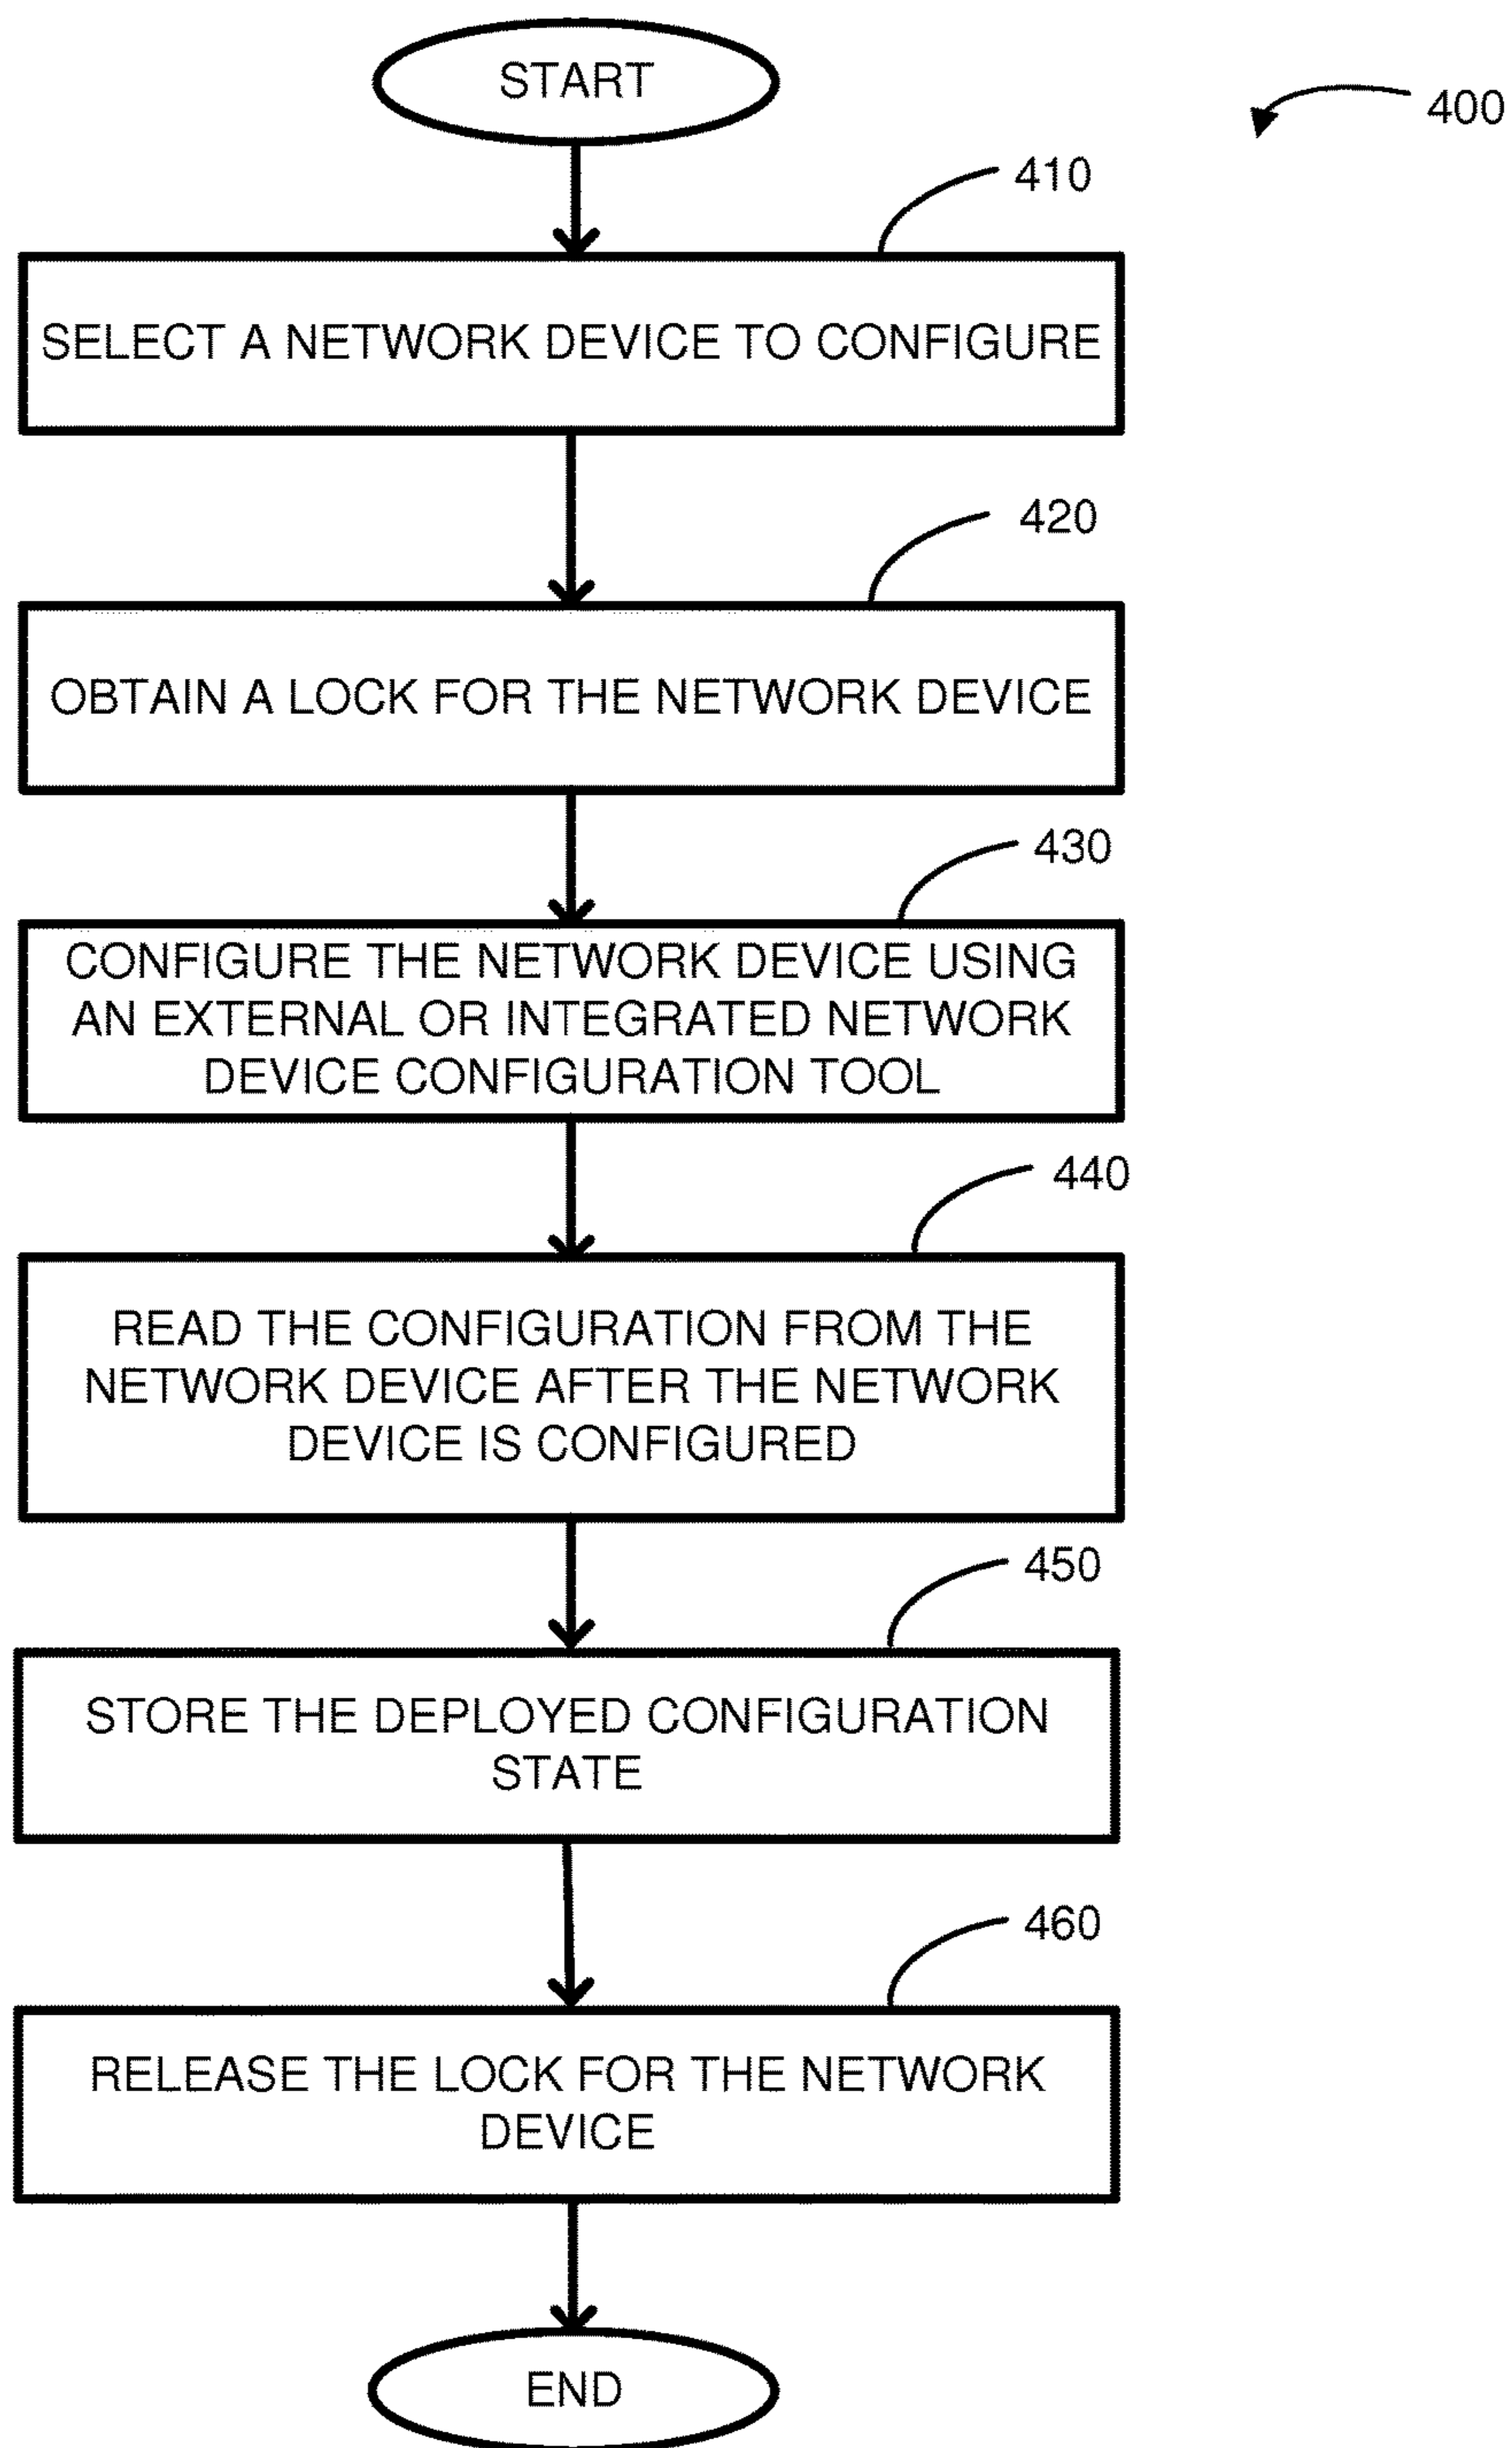 START
400
410
SELECT A NETWORK DEVICE TO CONFIGURE
420
OBTAIN A LOCK FOR THE NETWORK DEVICE
430
CONFIGURE THE NETWORK DEVICE USING
AN EXTERNAL OR INTEGRATED NETWORK
DEVICE CONFIGURATION TOOL
440
READ THE CONFIGURATION FROM THE
NETWORK DEVICE AFTER THE NETWORK
DEVICE IS CONFIGURED
450
STORE THE DEPLOYED CONFIGURATION
STATE
460
RELEASE THE LOCK FOR THE NETWORK
DEVICE
END